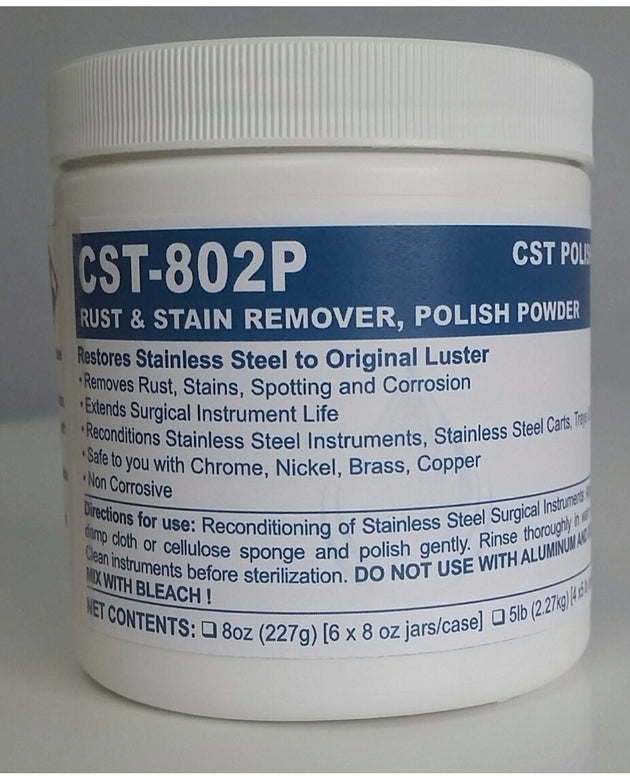 CST-802P
CST POLIS
RUST & STAIN REMOVER, POLISH POWDER
Restores Stainless Steel to Original Luster
• Removes Rust, Stains, Spotting and Corrosion
• Extends Surgical Instrument Life
• Reconditions Stainless Steel Instruments, Stainless Steel Carts, Trays
• Safe to you with Chrome, Nickel, Brass, Copper
• Non Corrosive
Directions for use: Reconditioning of Stainless Steel Surgical Instruments:
damp cloth or cellulose sponge and polish gently. Rinse thoroughly in
Clean instruments before sterilization. DO NOT USE WITH ALUMINUM AND
MIX WITH BLEACH !
NET CONTENTS: ❏ 8oz (227g) [6 x 8 oz jars/case] ❏ 5lb (2.27kg)